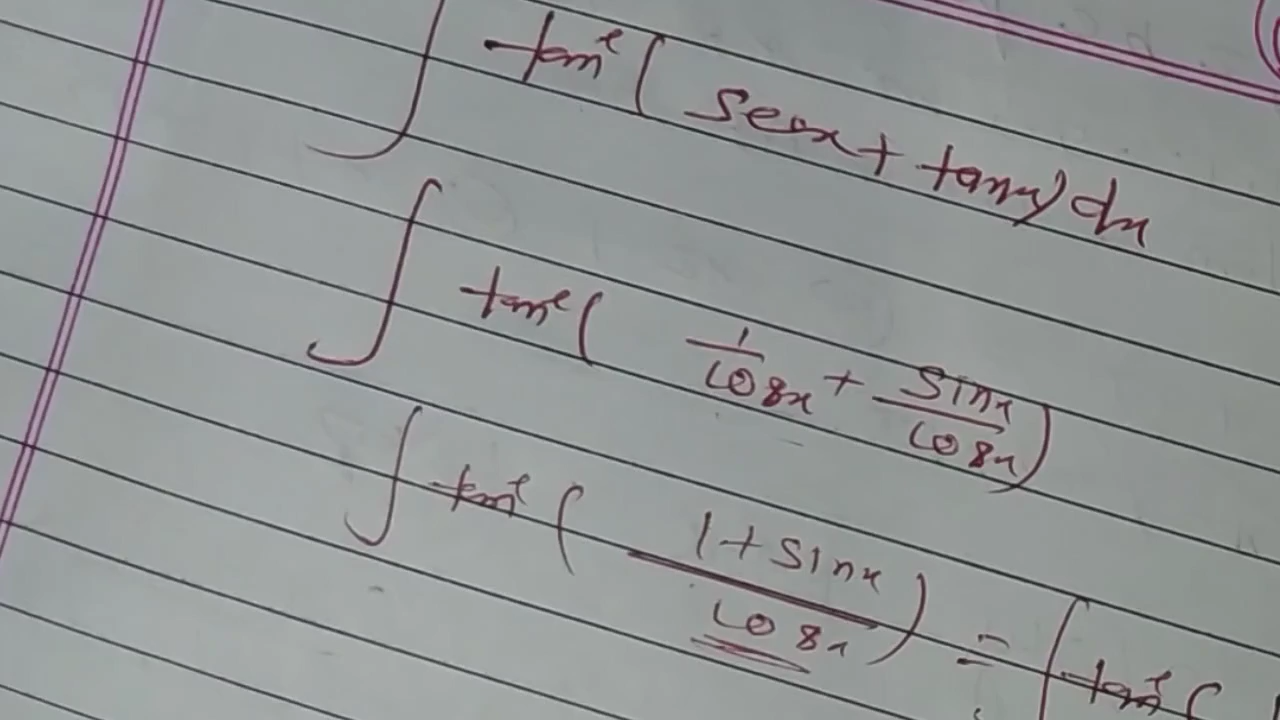 ∫ tan⁻¹( secx + tanx) dx
∫ tan⁻¹( 1/cosx + sinx/cosx )
∫ tan⁻¹ ( 1 + sinx / cosx ) = ∫ tan⁻¹ (